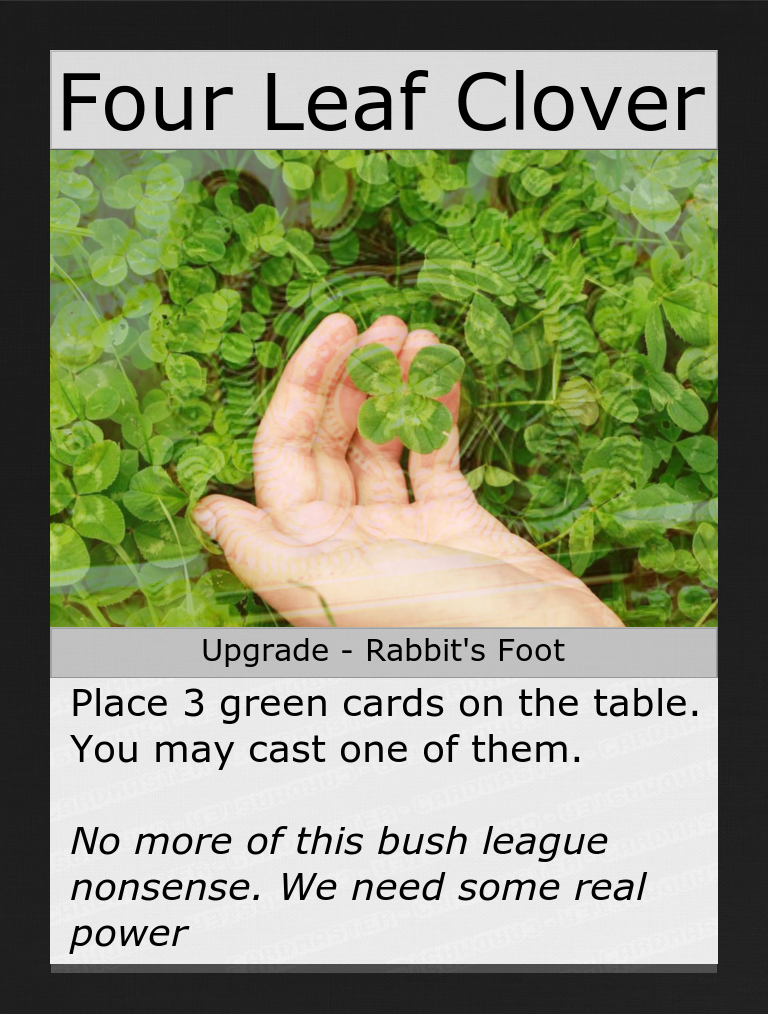 Four Leaf Clover
Upgrade - Rabbit's Foot
Place 3 green cards on the table.
You may cast one of them.
No more of this bush league
nonsense. We need some real
power